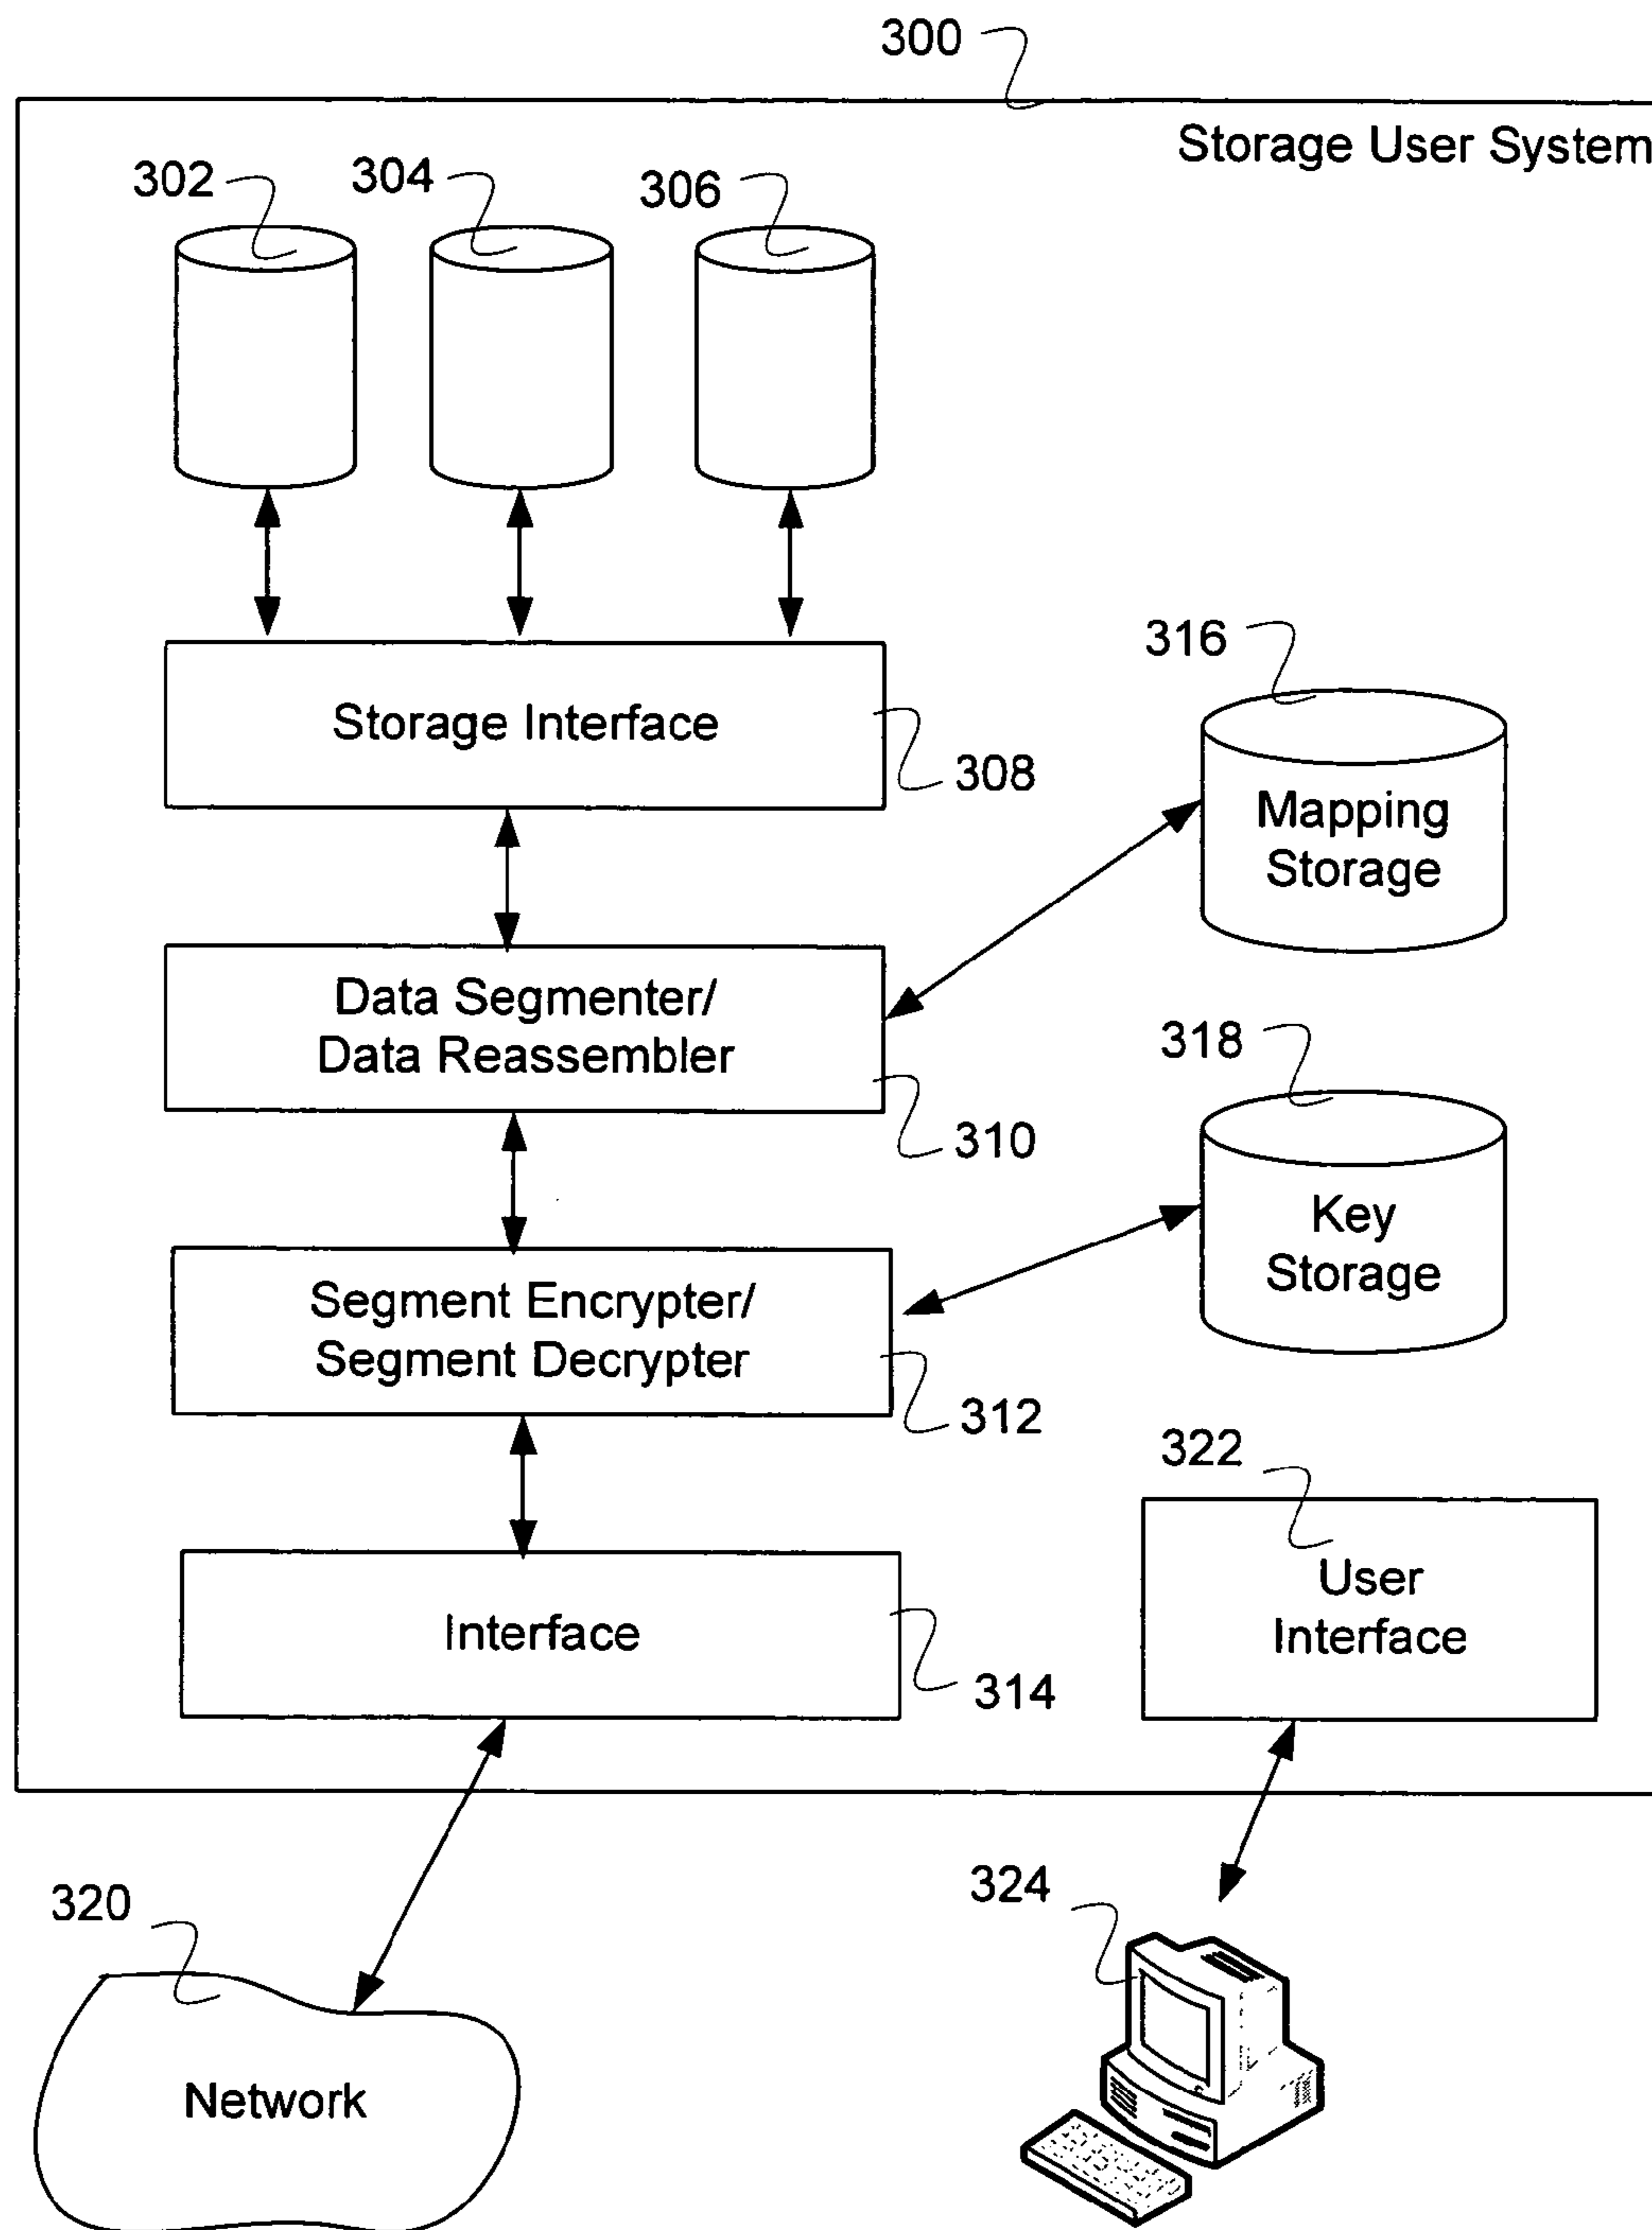 300
Storage User System
302
304
306
Storage Interface
308
316
Mapping
Storage
Data Segmenter/
Data Reassembler
310
318
Key
Storage
Segment Encrypter/
Segment Decrypter
312
322
User
Interface
Interface
314
320
Network
324